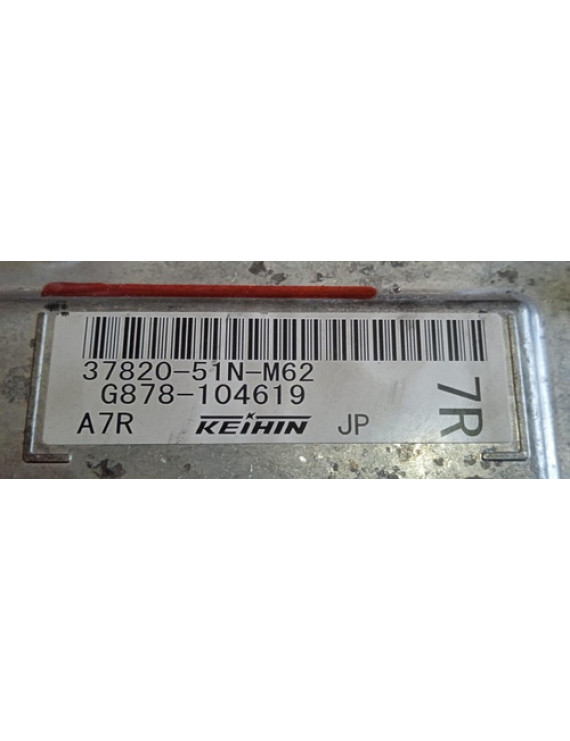 37820-51N-M62
G878-104619
A7R KEIHIN JP
7R